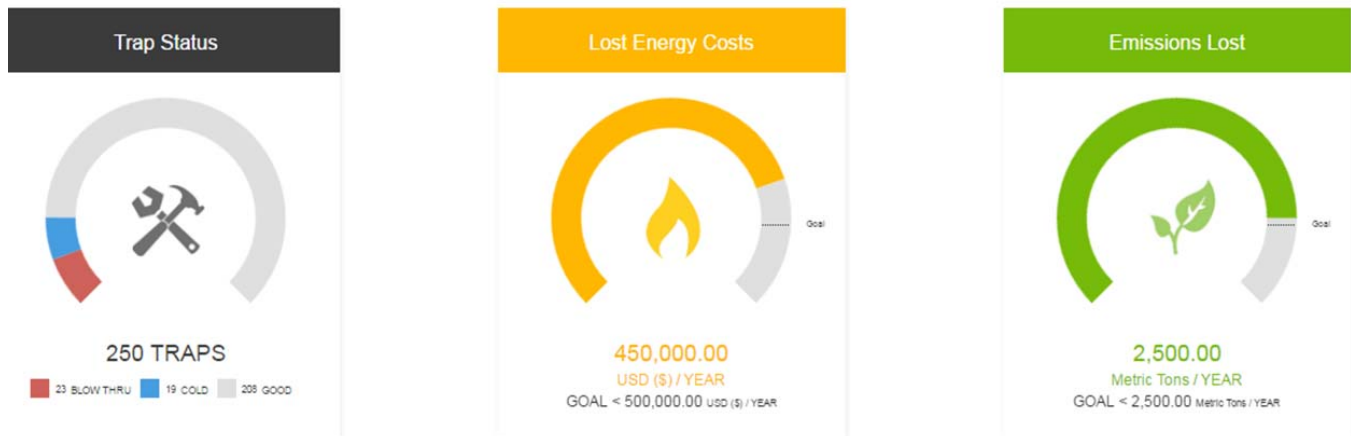 Trap Status
250 TRAPS
23 BLOW THRU 19 COLD 208 GOOD
Lost Energy Costs
Goal
450,000.00
USD ($) / YEAR
GOAL < 500,000.00 USD ($) / YEAR
Emissions Lost
Goal
2,500.00
Metric Tons / YEAR
GOAL < 2,500.00 Metric Tons / YEAR